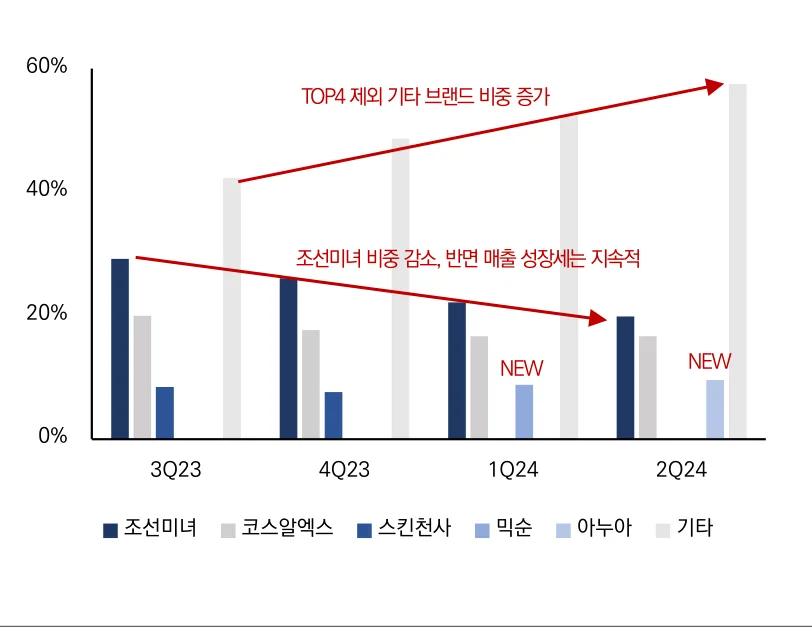 60%
TOP4 제외 기타 브랜드 비중 증가
40%
조선미녀 비중 감소, 반면 매출 성장세는 지속적
20%
NEW
NEW
0%
3Q23 4Q23 1Q24 2Q24
조선미녀 코스알엑스 스킨천사 믹순 아누아 기타